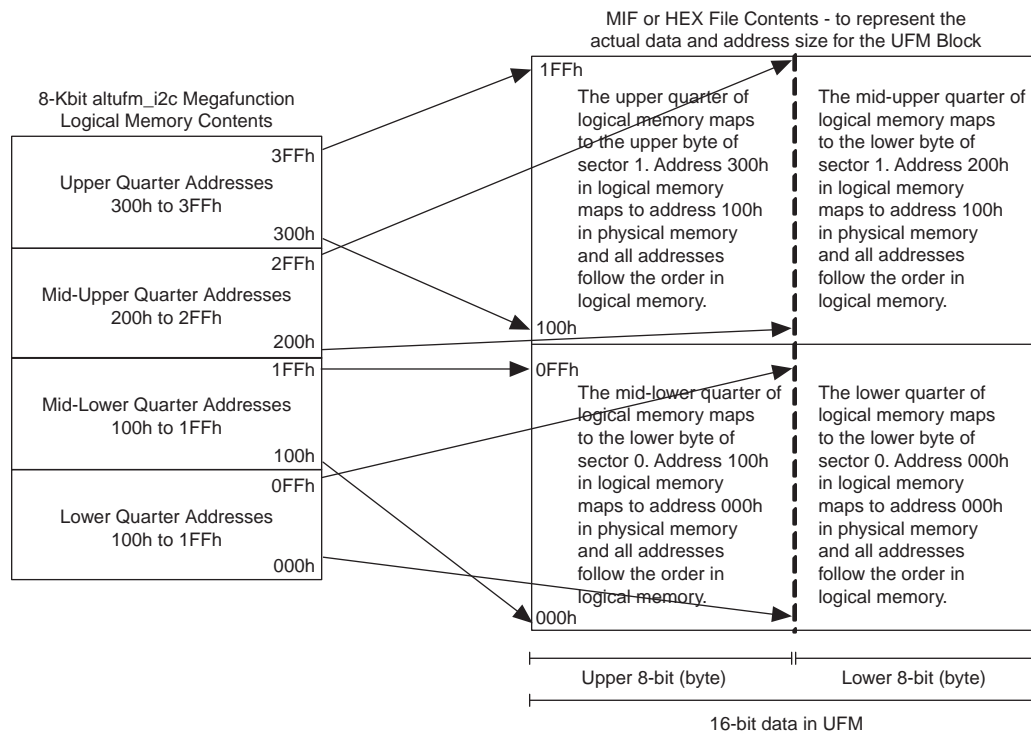 MIF or HEX File Contents - to represent the
actual data and address size for the UFM Block
8-Kbit altufm_i2c Megafunction
Logical Memory Contents
3FFh
Upper Quarter Addresses
300h to 3FFh
300h
2FFh
Mid-Upper Quarter Addresses
200h to 2FFh
200h
1FFh
Mid-Lower Quarter Addresses
100h to 1FFh
100h
0FFh
Lower Quarter Addresses
100h to 1FFh
000h
1FFh
The upper quarter of
logical memory maps
to the upper byte of
sector 1. Address 300h
in logical memory
maps to address 100h
in physical memory
and all addresses
follow the order in
logical memory.
100h
The mid-upper quarter of
logical memory maps
to the lower byte of
sector 1. Address 200h
in logical memory
maps to address 100h
in physical memory
and all addresses
follow the order in
logical memory.
0FFh
The mid-lower quarter of
logical memory maps
to the lower byte of
sector 0. Address 100h
in logical memory
maps to address 000h
in physical memory
and all addresses
follow the order in
logical memory.
000h
The lower quarter of
logical memory maps
to the lower byte of
sector 0. Address 000h
in logical memory
maps to address 000h
in physical memory
and all addresses
follow the order in
logical memory.
Upper 8-bit (byte)
Lower 8-bit (byte)
16-bit data in UFM